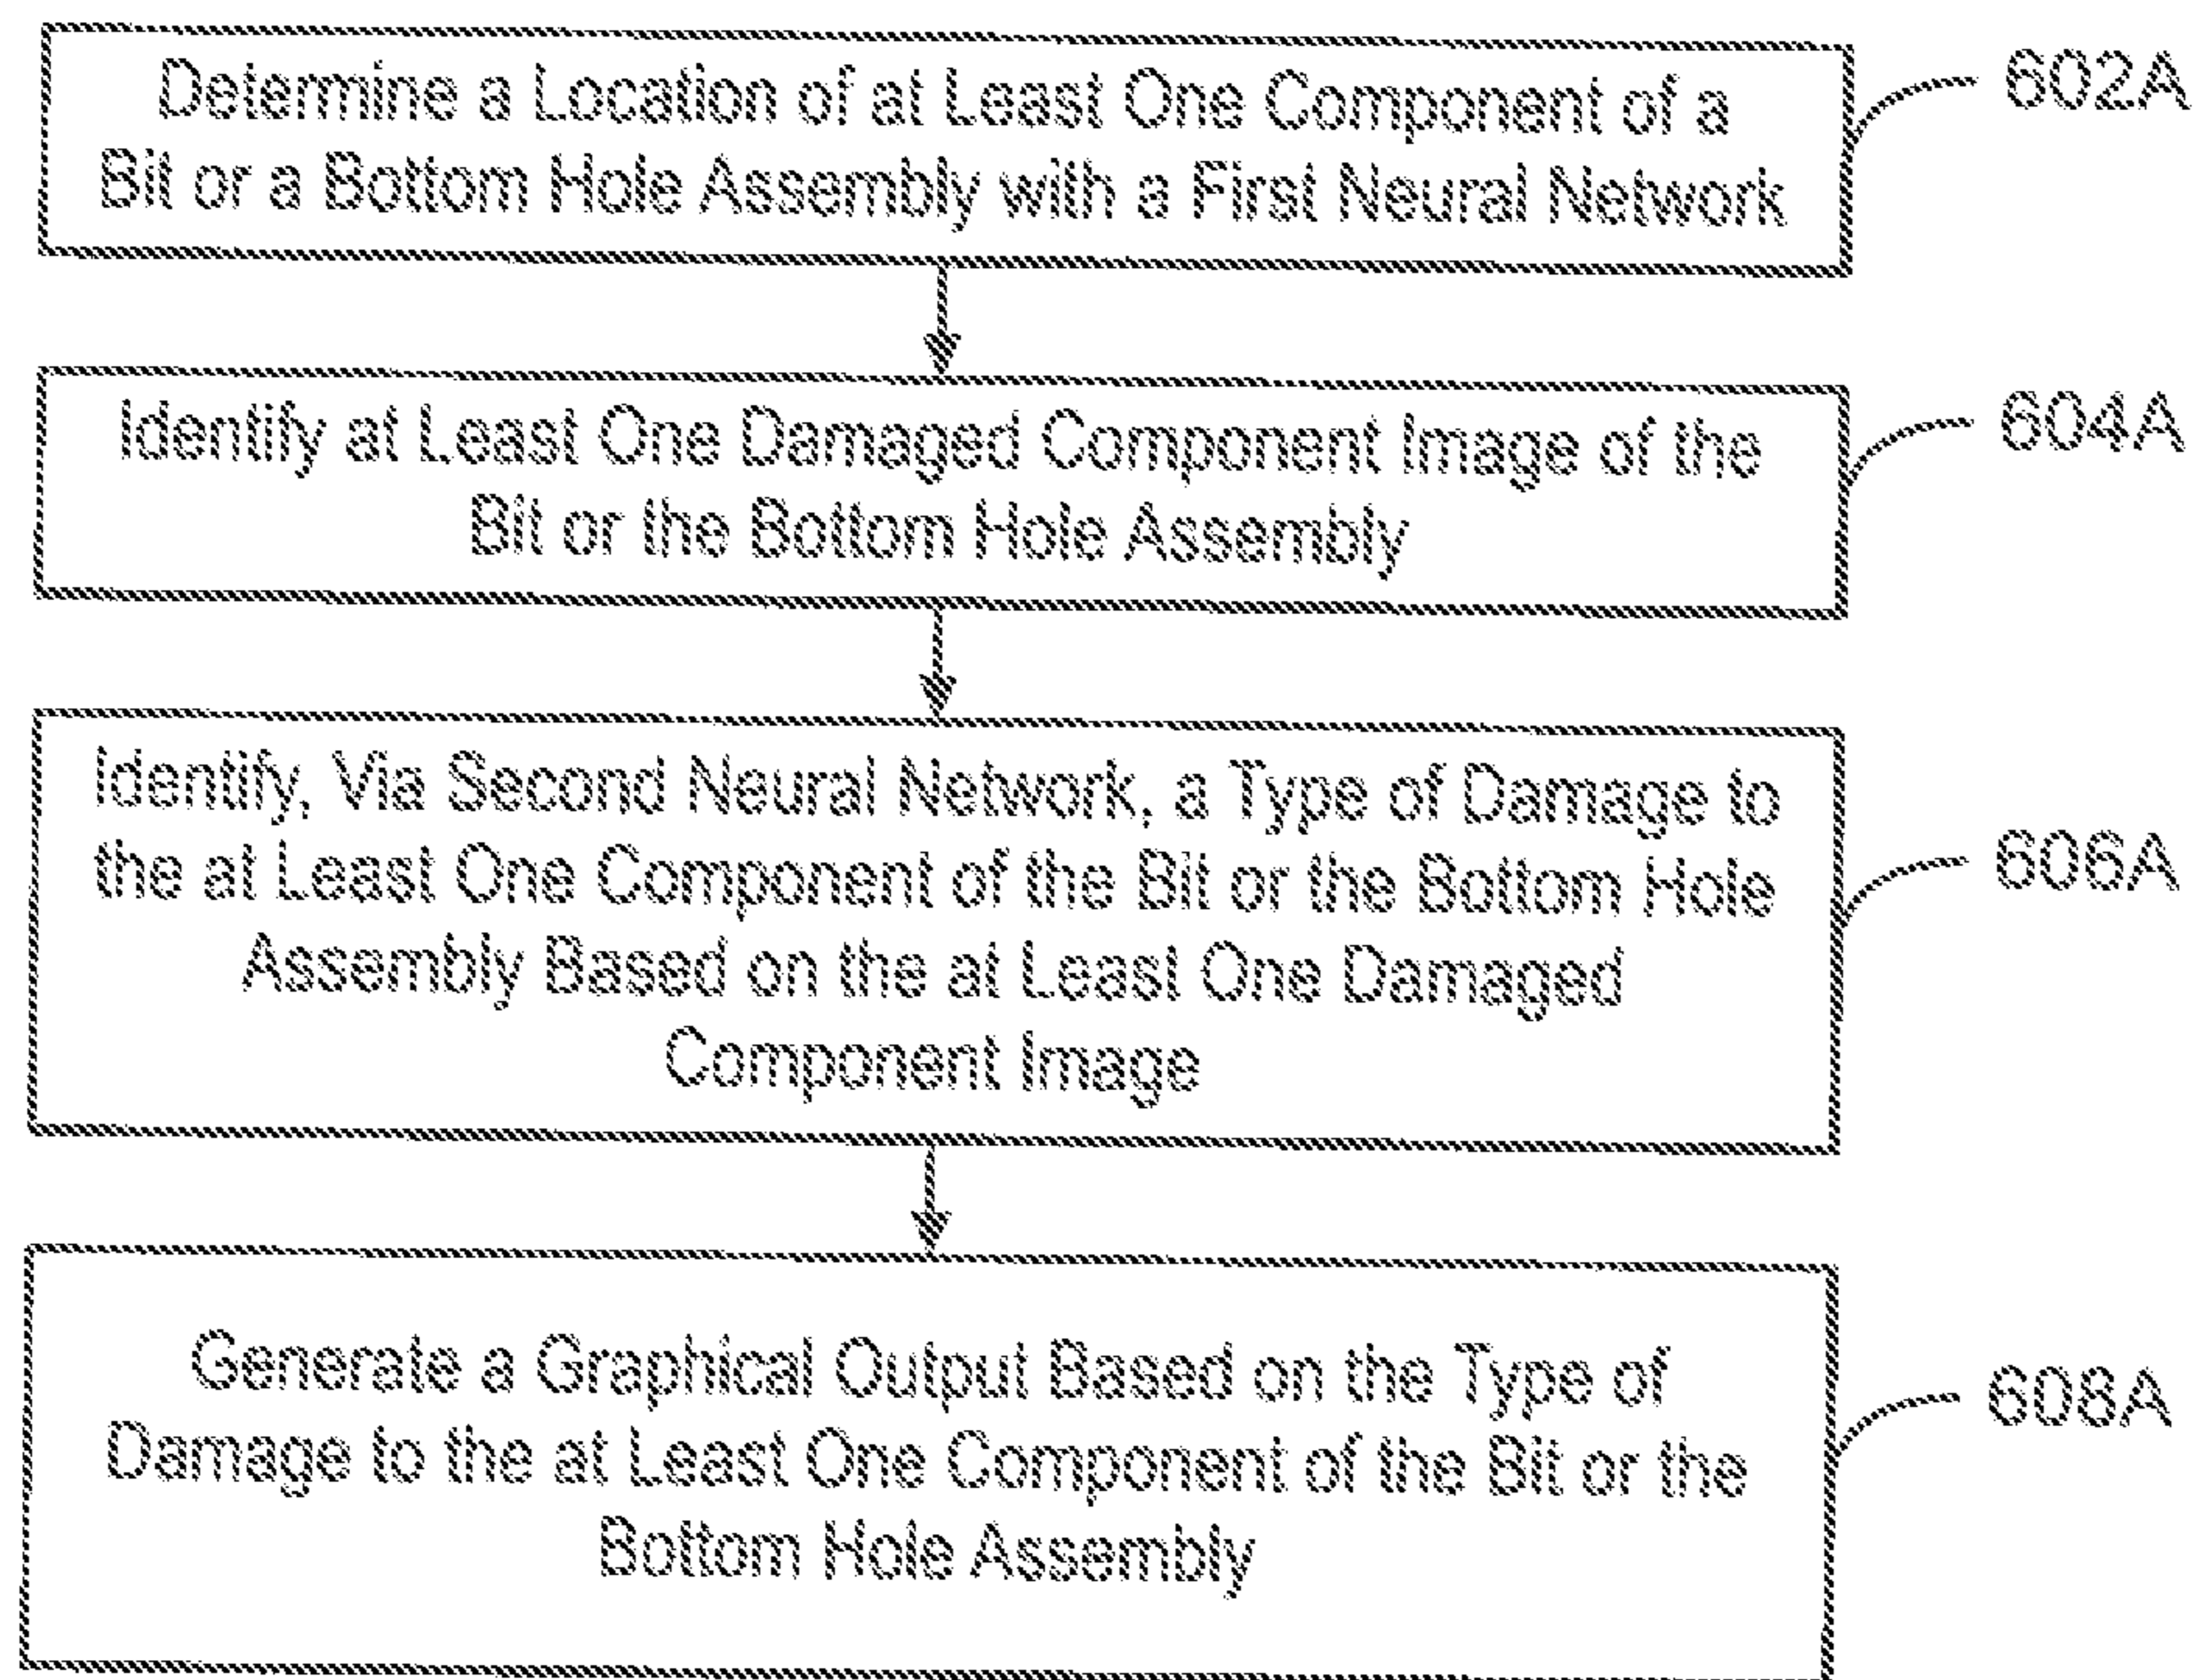 Determine a Location of at Least One Component of a
Bit or a Bottom Hole Assembly with a First Neural Network
602A
Identify at Least One Damaged Component Image of the
Bit or the Bottom Hole Assembly
604A
Identify, Via Second Neural Network, a Type of Damage to
the at Least One Component of the Bit or the Bottom Hole
Assembly Based on the at Least One Damaged
Component Image
606A
Generate a Graphical Output Based on the Type of
Damage to the at Least One Component of the Bit or the
Bottom Hole Assembly
608A